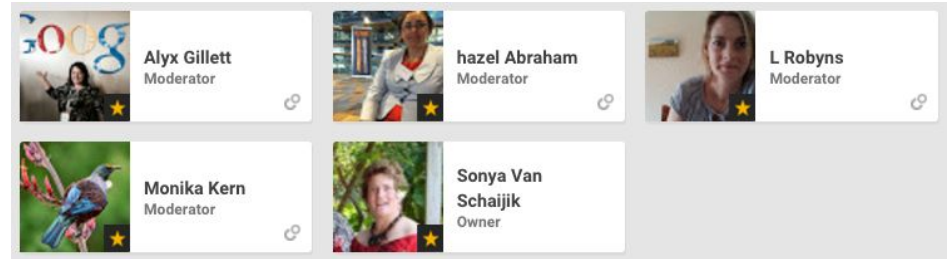 GOOG
Alyx Gillett
Moderator
hazel Abraham
Moderator
L Robyns
Moderator
Monika Kern
Moderator
Sonya Van
Schaijik
Owner